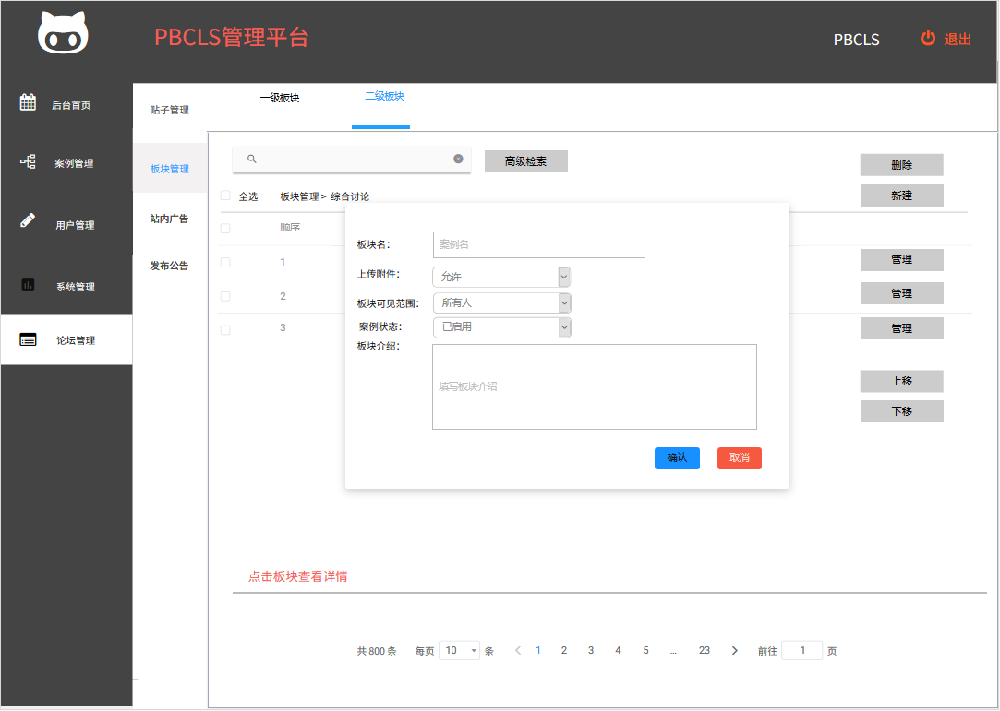 PBCLS管理平台
PBCLS
退出
后台首页
案例管理
用户管理
系统管理
论坛管理
贴子管理
板块管理
站内广告
发布公告
一级板块
二级板块
高级检索
删除
新建
全选
板块管理 > 综合讨论
顺序
1
管理
2
管理
3
管理
上移
下移
板块名：
案例名
上传附件：
允许
板块可见范围：
所有人
案例状态：
已启用
板块介绍：
填写板块介绍
确认
取消
点击板块查看详情
共 800 条 每页 10 条 1 2 3 4 5 ... 23 前往 1 页